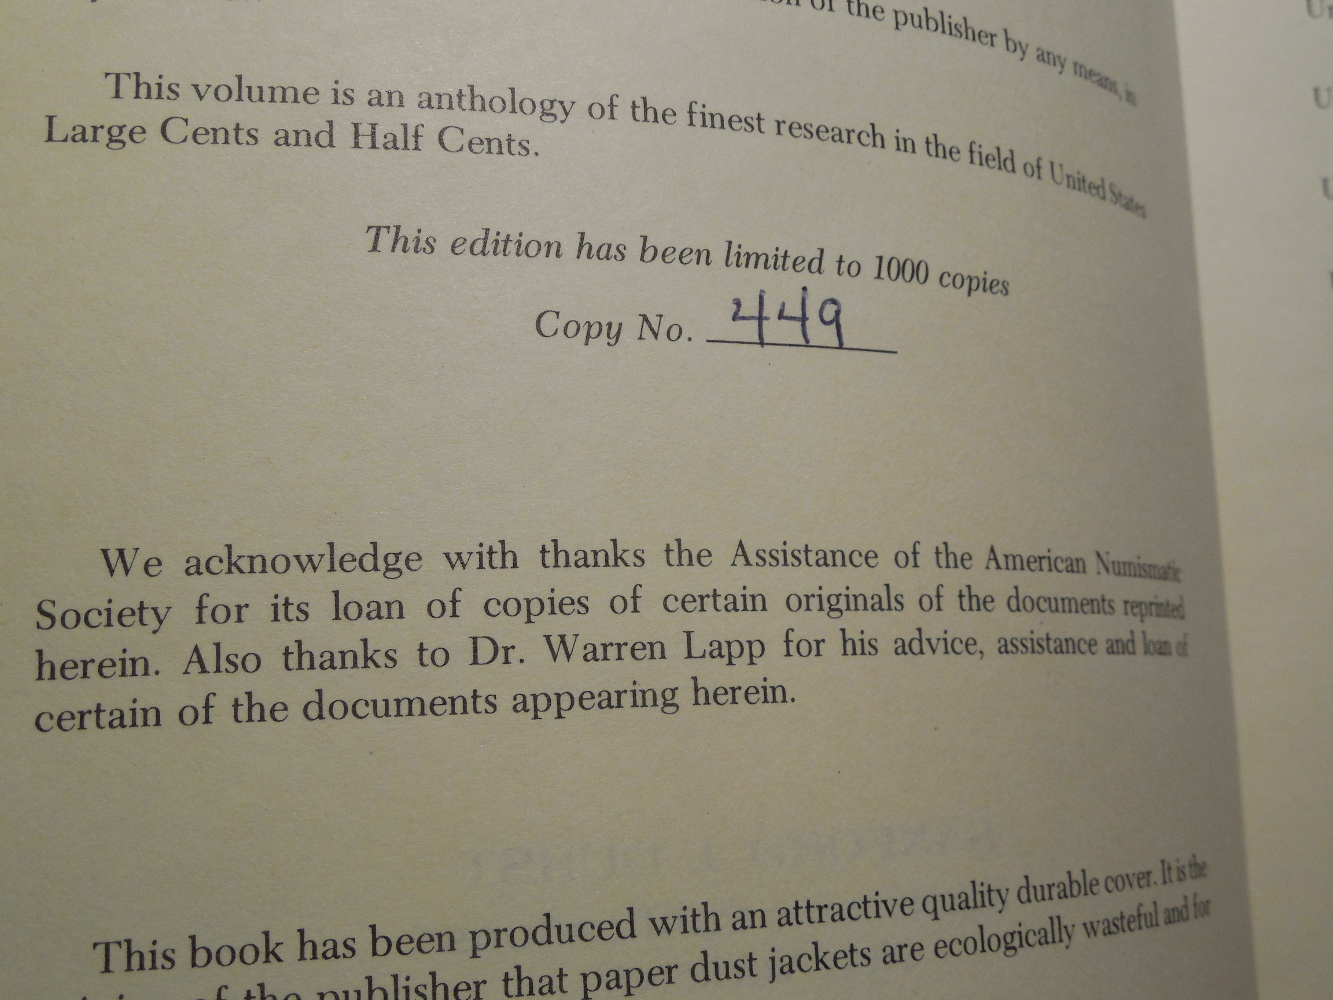 of the publisher by any means, in
This volume is an anthology of the finest research in the field of United States
Large Cents and Half Cents.
This edition has been limited to 1000 copies
Copy No. 449
We acknowledge with thanks the Assistance of the American Numismatic
Society for its loan of copies of certain originals of the documents reprinted
herein. Also thanks to Dr. Warren Lapp for his advice, assistance and loan of
certain of the documents appearing herein.
This book has been produced with an attractive quality durable cover. It is the
of the publisher that paper dust jackets are ecologically wasteful and for